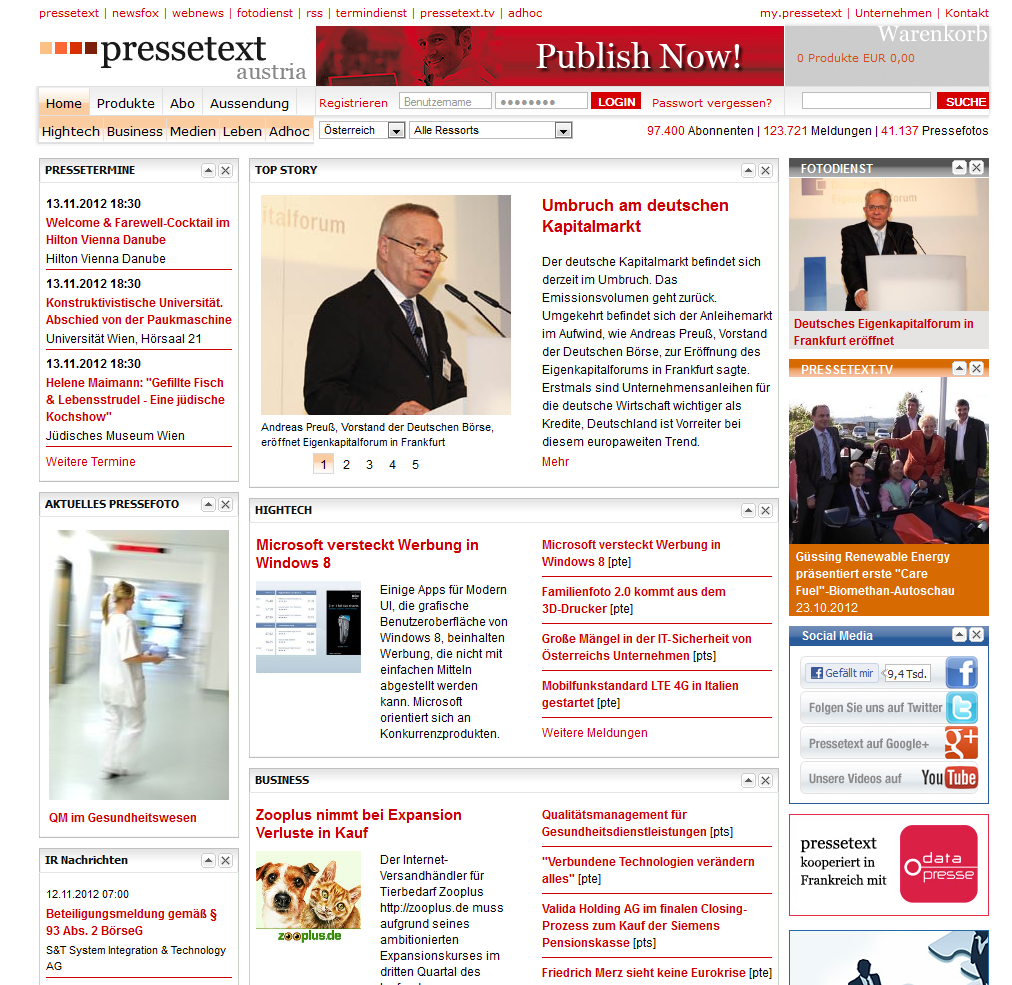 pressetext | newsfox | webnews | fotodienst | rss | termindienst | pressetext.tv | adhoc
my.pressetext | Unternehmen | Kontakt
pressetext
austria
Publish Now!
Warenkorb
0 Produkte EUR 0,00
Home Produkte Abo Aussendung
Registrieren Benutzername LOGIN Passwort vergessen? SUCHE
Hightech Business Medien Leben Adhoc Österreich Alle Ressorts
97.400 Abonnenten | 123.721 Meldungen | 41.137 Pressefotos
PRESSETERMINE
13.11.2012 18:30
Welcome & Farewell-Cocktail im
Hilton Vienna Danube
Hilton Vienna Danube
13.11.2012 18:30
Konstruktivistische Universität.
Abschied von der Paukmaschine
Universität Wien, Hörsaal 21
13.11.2012 18:30
Helene Maimann: "Gefillte Fisch
& Lebensstrudel - Eine jüdische
Kochshow"
Jüdisches Museum Wien
Weitere Termine
AKTUELLES PRESSEFOTO
QM im Gesundheitswesen
IR Nachrichten
12.11.2012 07:00
Beteiligungsmeldung gemäß §
93 Abs. 2 BörseG
S&T System Integration & Technology
AG
TOP STORY
italforum
Andreas Preuß, Vorstand der Deutschen Börse,
eröffnet Eigenkapitalforum in Frankfurt
1 2 3 4 5
Umbruch am deutschen
Kapitalmarkt
Der deutsche Kapitalmarkt befindet sich
derzeit im Umbruch. Das
Emissionsvolumen geht zurück.
Umgekehrt befindet sich der Anleihemarkt
im Aufwind, wie Andreas Preuß, Vorstand
der Deutschen Börse, zur Eröffnung des
Eigenkapitalforums in Frankfurt sagte.
Erstmals sind Unternehmensanleihen für
die deutsche Wirtschaft wichtiger als
Kredite, Deutschland ist Vorreiter bei
diesem europaweiten Trend.
Mehr
HIGHTECH
Microsoft versteckt Werbung in
Windows 8
Einige Apps für Modern
UI, die grafische
Benutzeroberfläche von
Windows 8, beinhalten
Werbung, die nicht mit
einfachen Mitteln
abgestellt werden
kann. Microsoft
orientiert sich an
Konkurrenzprodukten.
Microsoft versteckt Werbung in
Windows 8 [pte]
Familienfoto 2.0 kommt aus dem
3D-Drucker [pte]
Große Mängel in der IT-Sicherheit von
Österreichs Unternehmen [pts]
Mobilfunkstandard LTE 4G in Italien
gestartet [pte]
Weitere Meldungen
BUSINESS
Zooplus nimmt bei Expansion
Verluste in Kauf
zooplus.de
Der Internet-
Versandhändler für
Tierbedarf Zooplus
http://zooplus.de muss
aufgrund seines
ambitionierten
Expansionskurses im
dritten Quartal des
Qualitätsmanagement für
Gesundheitsdienstleistungen [pts]
"Verbundene Technologien verändern
alles" [pte]
Valida Holding AG im finalen Closing-
Prozess zum Kauf der Siemens
Pensionskasse [pts]
Friedrich Merz sieht keine Eurokrise [pte]
FOTODIENST
Deutsches Eigenkapitalforum in
Frankfurt eröffnet
PRESSETEXT.TV
Güssing Renewable Energy
präsentiert erste "Care
Fuel"-Biomethan-Autoschau
23.10.2012
Social Media
Gefällt mir 9,4 Tsd.
Folgen Sie uns auf Twitter
Pressetext auf Google+
Unsere Videos auf YouTube
pressetext
kooperiert in
Frankreich mit
data
presse